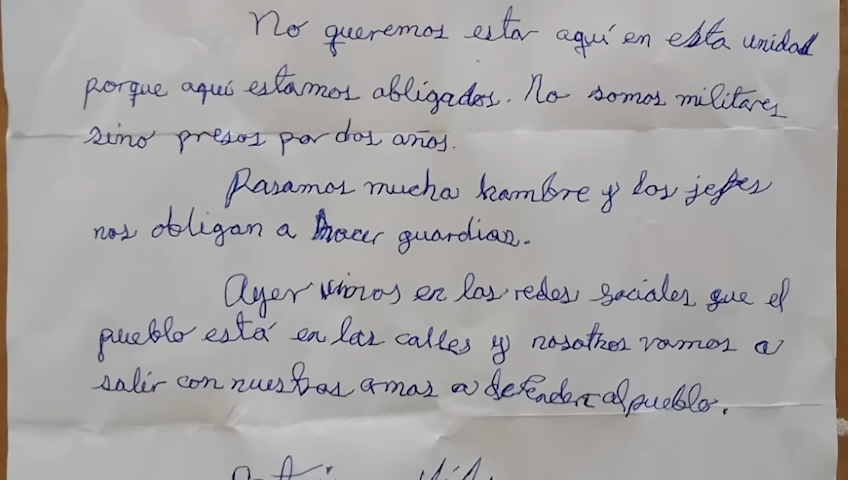 No queremos estar aquí en esta unidad
porque aquí estamos obligados. No somos militares
sino presos por dos años.
Pasamos mucha hambre y los jefes
nos obligan a hacer guardias.
Ayer vimos en las redes sociales que el
pueblo está en las calles y nosotros vamos a
salir con nuestras armas a defender al pueblo.